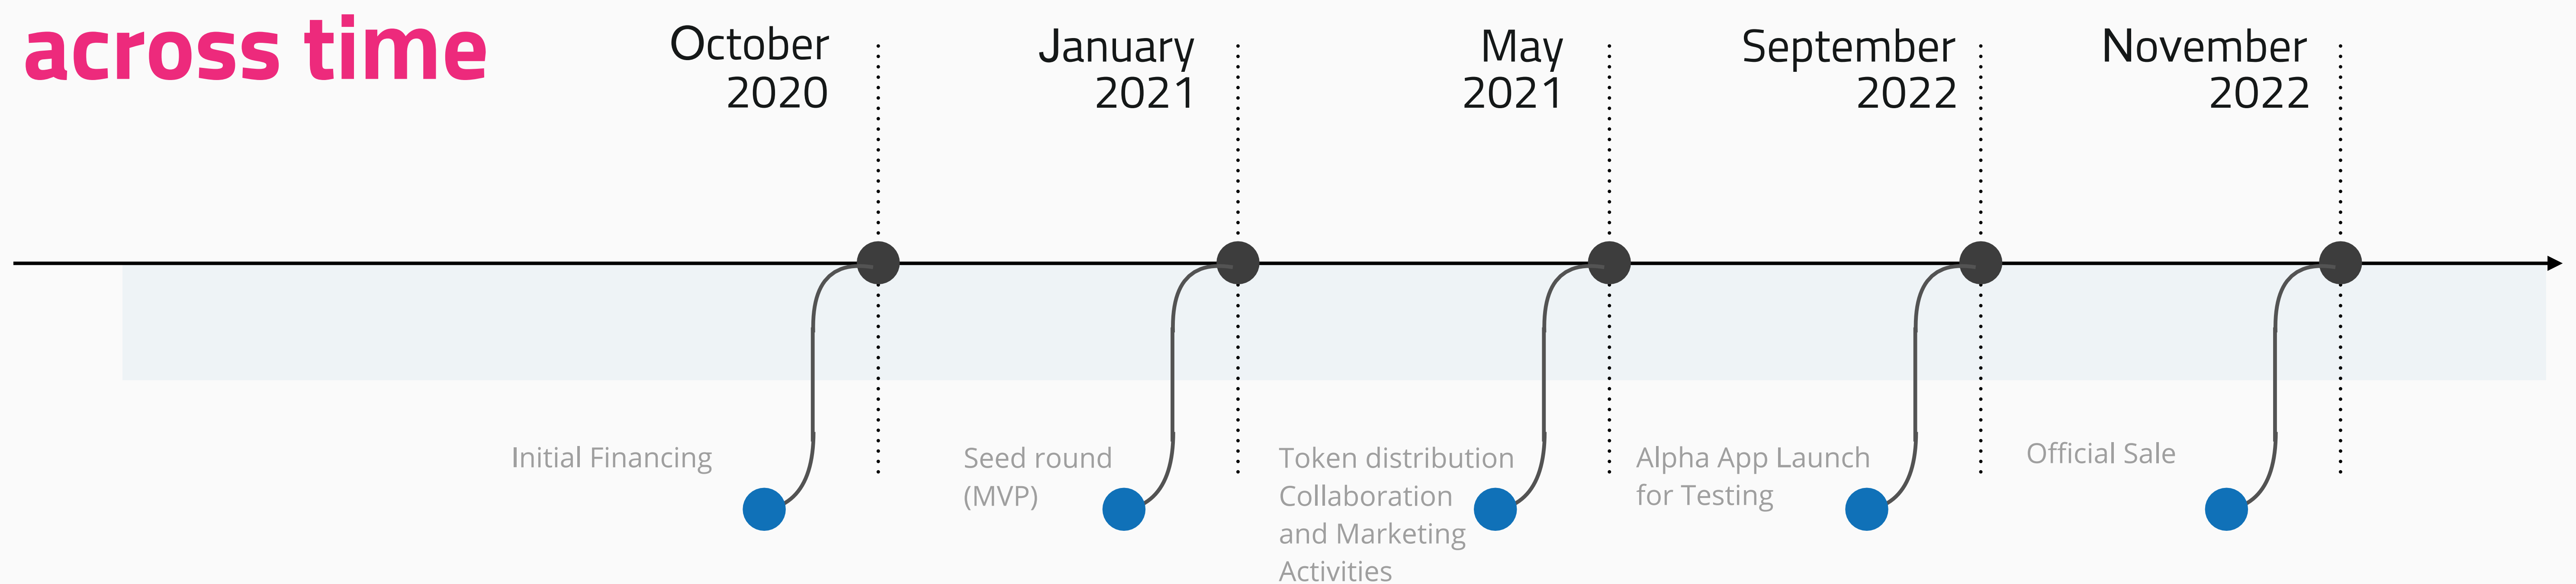 across time
October
2020
January
2021
May
2021
September
2022
November
2022
Initial Financing
Seed round
(MVP)
Token distribution
Collaboration
and Marketing
Activities
Alpha App Launch
for Testing
Official Sale